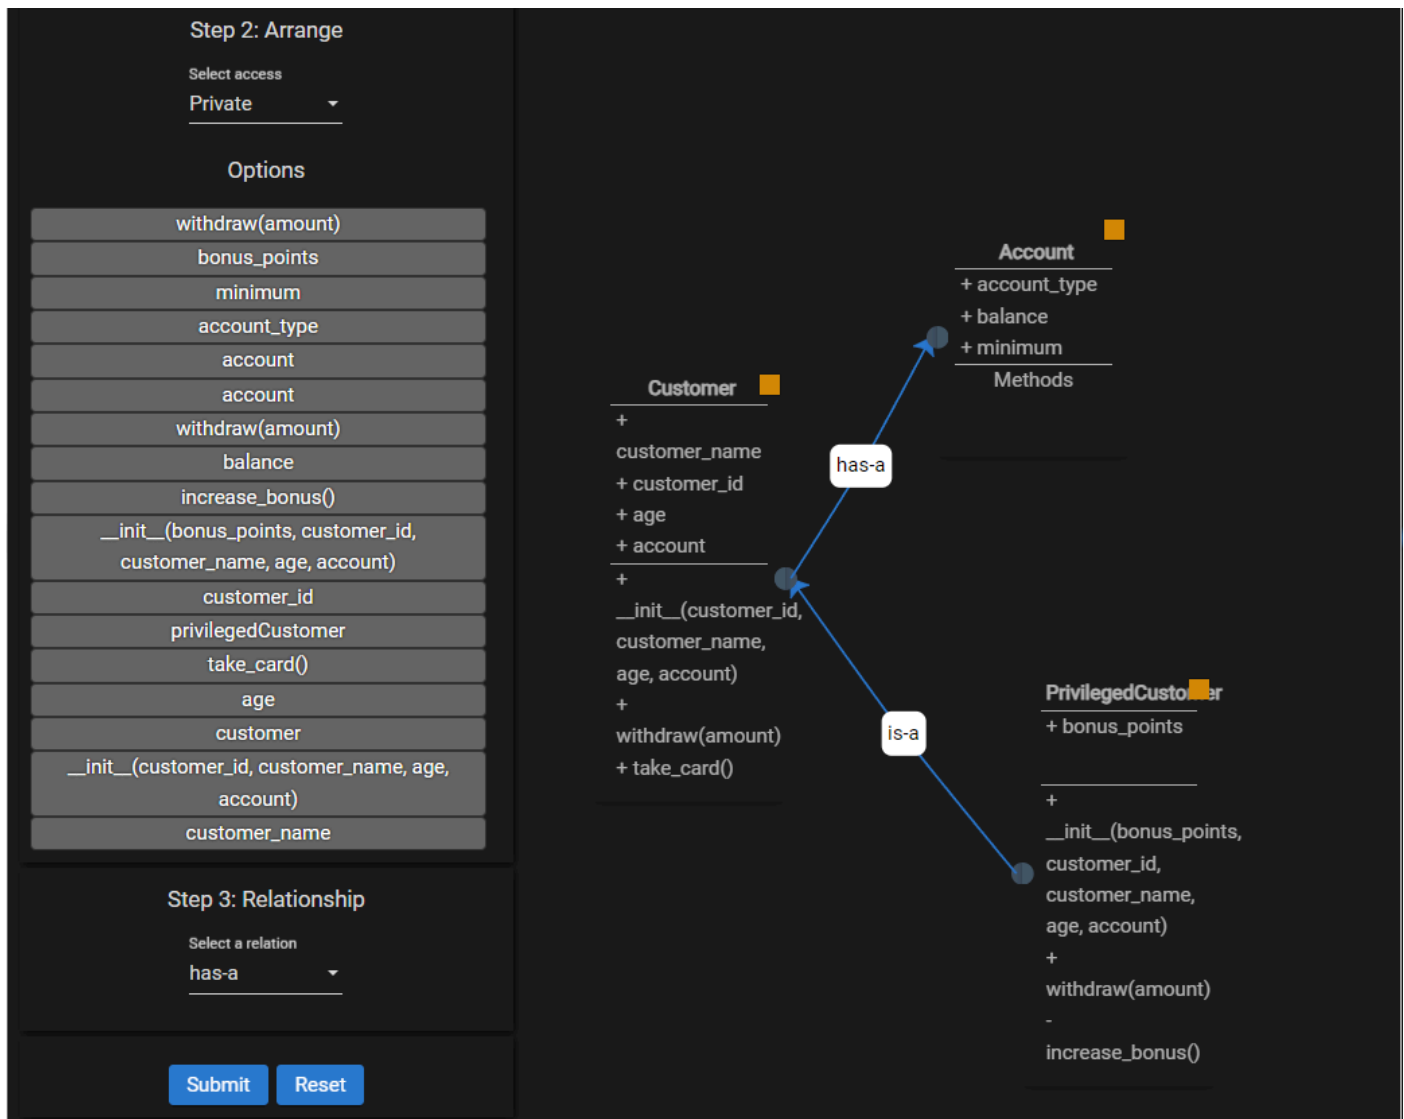 Step 2: Arrange
Select access
Private
Options
withdraw(amount)
bonus_points
minimum
account_type
account
account
withdraw(amount)
balance
increase_bonus()
__init__(bonus_points, customer_id,
customer_name, age, account)
customer_id
privilegedCustomer
take_card()
age
customer
__init__(customer_id, customer_name, age,
account)
customer_name
Step 3: Relationship
Select a relation
has-a
Submit
Reset
Account
+ account_type
+ balance
+ minimum
Methods
Customer
+
customer_name
+ customer_id
+ age
+ account
+
__init__(customer_id,
customer_name,
age, account)
+
withdraw(amount)
+ take_card()
has-a
is-a
PrivilegedCustomer
+ bonus_points
+
__init__(bonus_points,
customer_id,
customer_name,
age, account)
+
withdraw(amount)
-
increase_bonus()